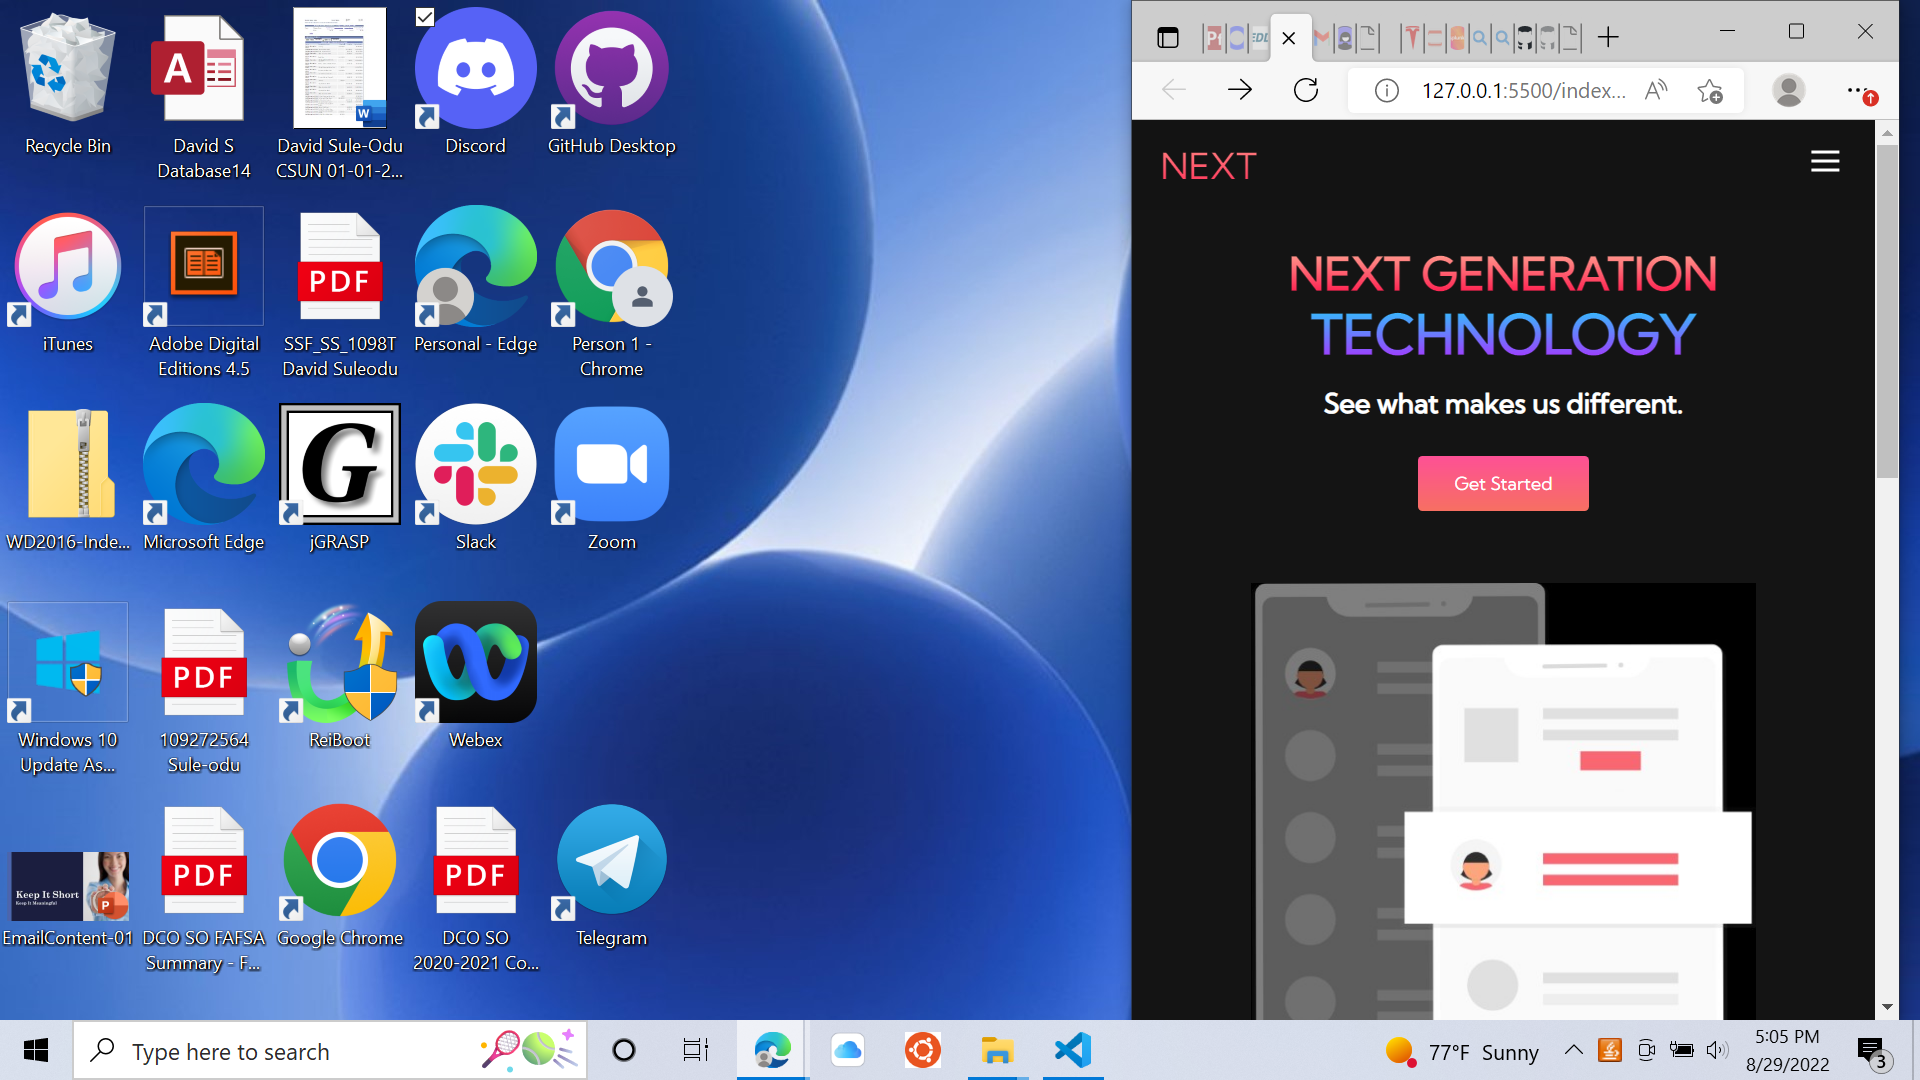 Recycle Bin
David S
Database14
David Sule-Odu
CSUN 01-01-2...
Discord
GitHub Desktop
iTunes
Adobe Digital
Editions 4.5
PDF
SSF_SS_1098T
David Suleodu
Personal - Edge
Person 1 -
Chrome
WD2016-Inde...
Microsoft Edge
G
jGRASP
Slack
Zoom
Windows 10
Update As...
PDF
109272564
Sule-odu
ReiBoot
Webex
Keep It Short
Keep It Meaningful
EmailContent-01
PDF
DCO SO FAFSA
Summary - F...
Google Chrome
PDF
DCO SO
2020-2021 Co...
Telegram
127.0.0.1:5500/index...
NEXT
NEXT GENERATION
TECHNOLOGY
See what makes us different.
Get Started
Type here to search
77°F Sunny
5:05 PM
8/29/2022
3